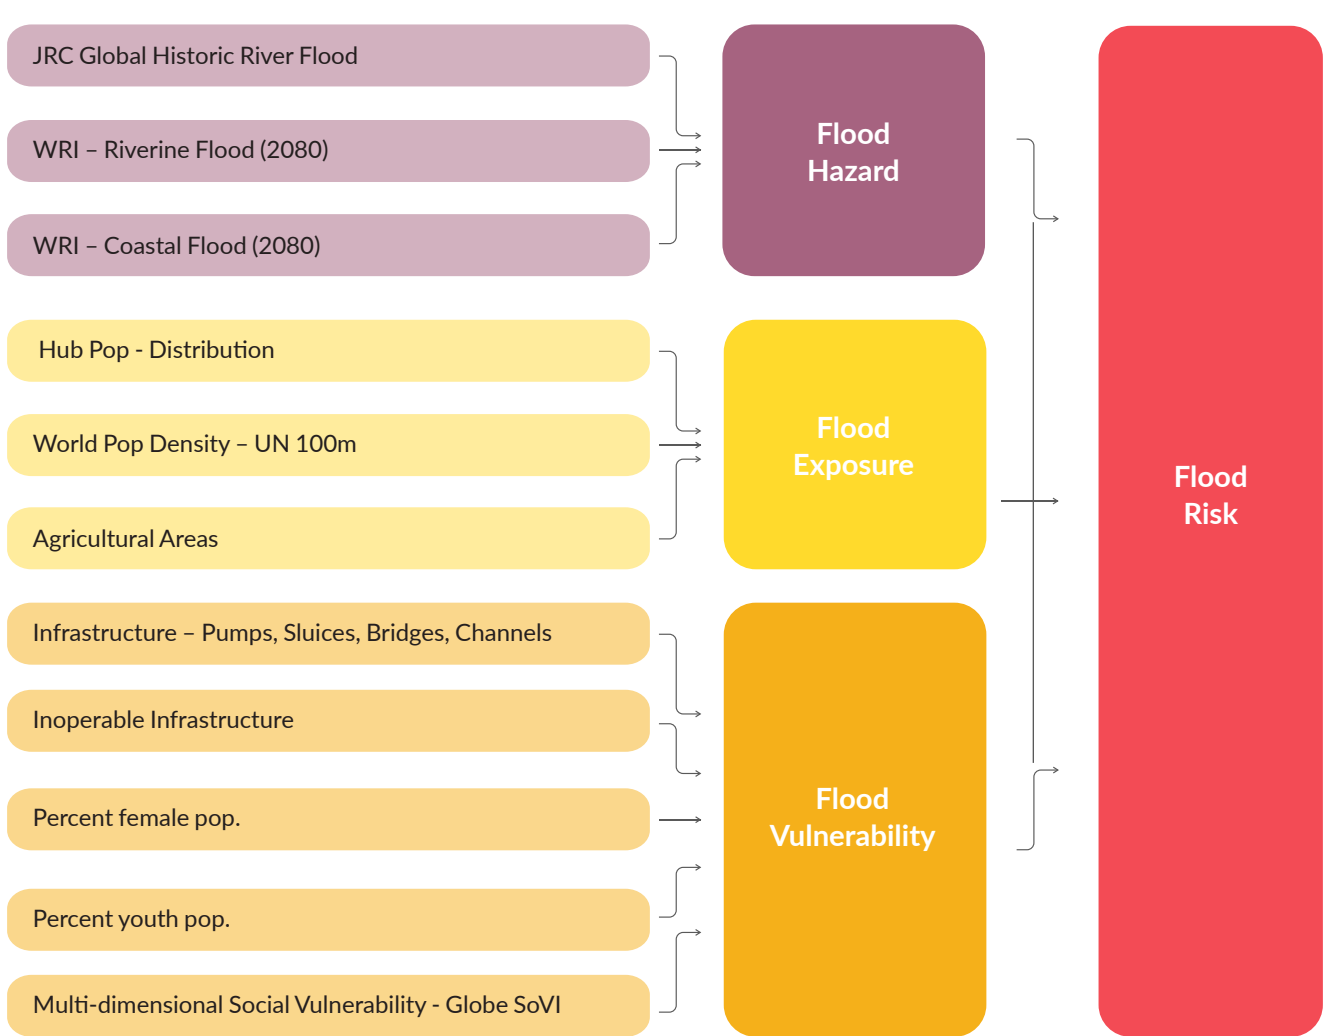 JRC Global Historic River Flood
WRI – Riverine Flood (2080)
WRI – Coastal Flood (2080)
Flood
Hazard
Hub Pop - Distribution
World Pop Density – UN 100m
Agricultural Areas
Flood
Exposure
Infrastructure – Pumps, Sluices, Bridges, Channels
Inoperable Infrastructure
Percent female pop.
Percent youth pop.
Multi-dimensional Social Vulnerability - Globe SoVI
Flood
Vulnerability
Flood
Risk